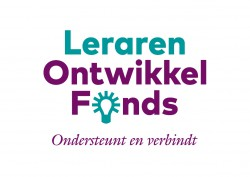 Leraren
Ontwikkel
Fonds
Ondersteunt en verbindt